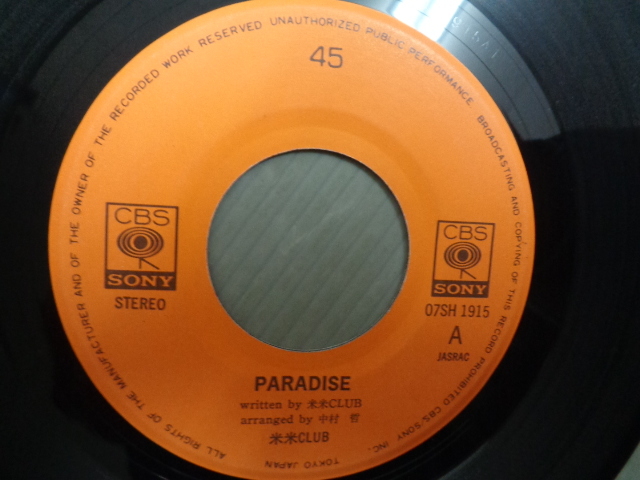 ALL RIGHTS OF THE MANUFACTURER AND OF THE OWNER OF THE RECORDED WORK RESERVED UNAUTHORIZED PUBLIC PERFORMANCE BROADCASTING AND COPYING OF THIS RECORD PROHIBITED CBS/SONY INC.
TOKYO JAPAN
45
CBS
SONY
STEREO
CBS
SONY
07SH 1915
A
JASRAC
PARADISE
written by 米米CLUB
arranged by 中村 哲
米米CLUB